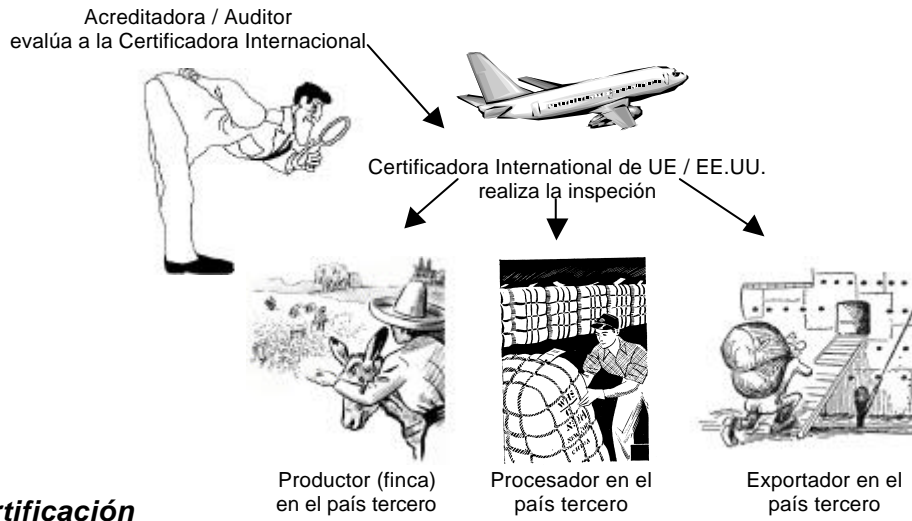 Acreditadora / Auditor
evalúa a la Certificadora Internacional
Certificadora International de UE / EE.UU.
realiza la inspeción
Productor (finca)
en el país tercero
Procesador en el
país tercero
Exportador en el
país tercero
rtificación